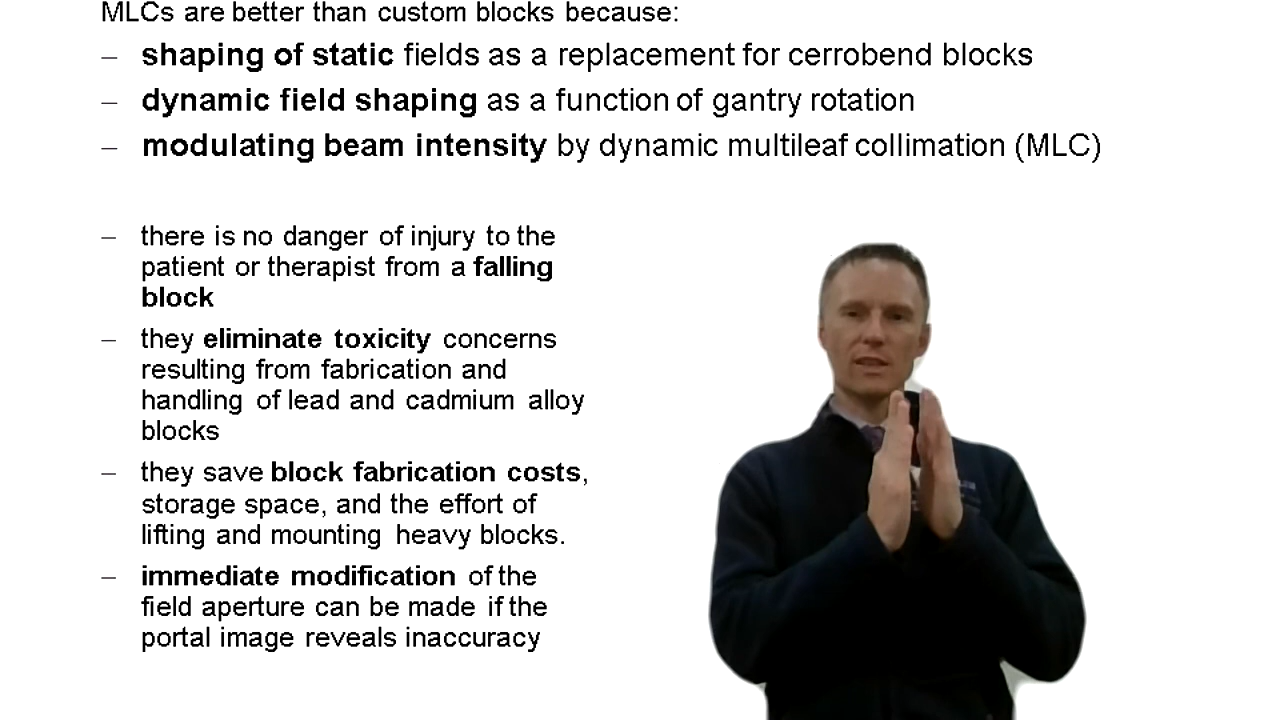 MLCs are better than custom blocks because:
– shaping of static fields as a replacement for cerrobend blocks
– dynamic field shaping as a function of gantry rotation
– modulating beam intensity by dynamic multileaf collimation (MLC)
– there is no danger of injury to the
patient or therapist from a falling
block
– they eliminate toxicity concerns
resulting from fabrication and
handling of lead and cadmium alloy
blocks
– they save block fabrication costs,
storage space, and the effort of
lifting and mounting heavy blocks.
– immediate modification of the
field aperture can be made if the
portal image reveals inaccuracy